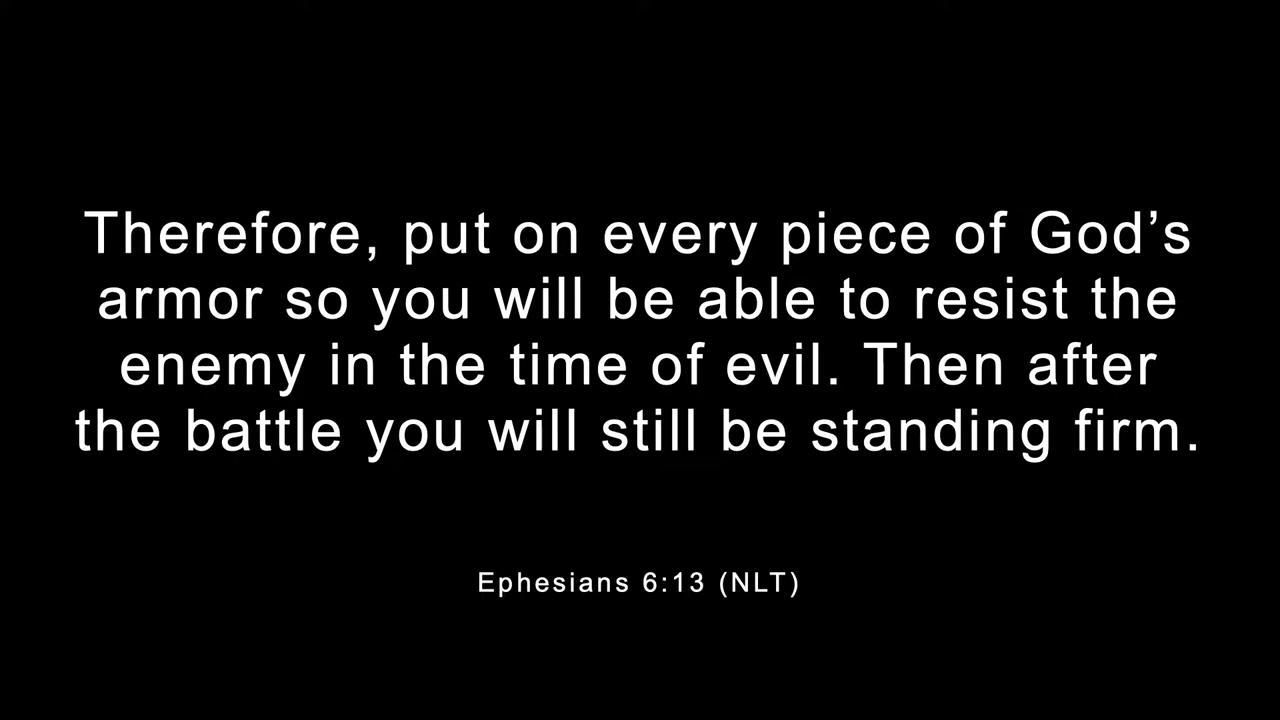 Therefore, put on every piece of God’s
armor so you will be able to resist the
enemy in the time of evil. Then after
the battle you will still be standing firm.
Ephesians 6:13 (NLT)